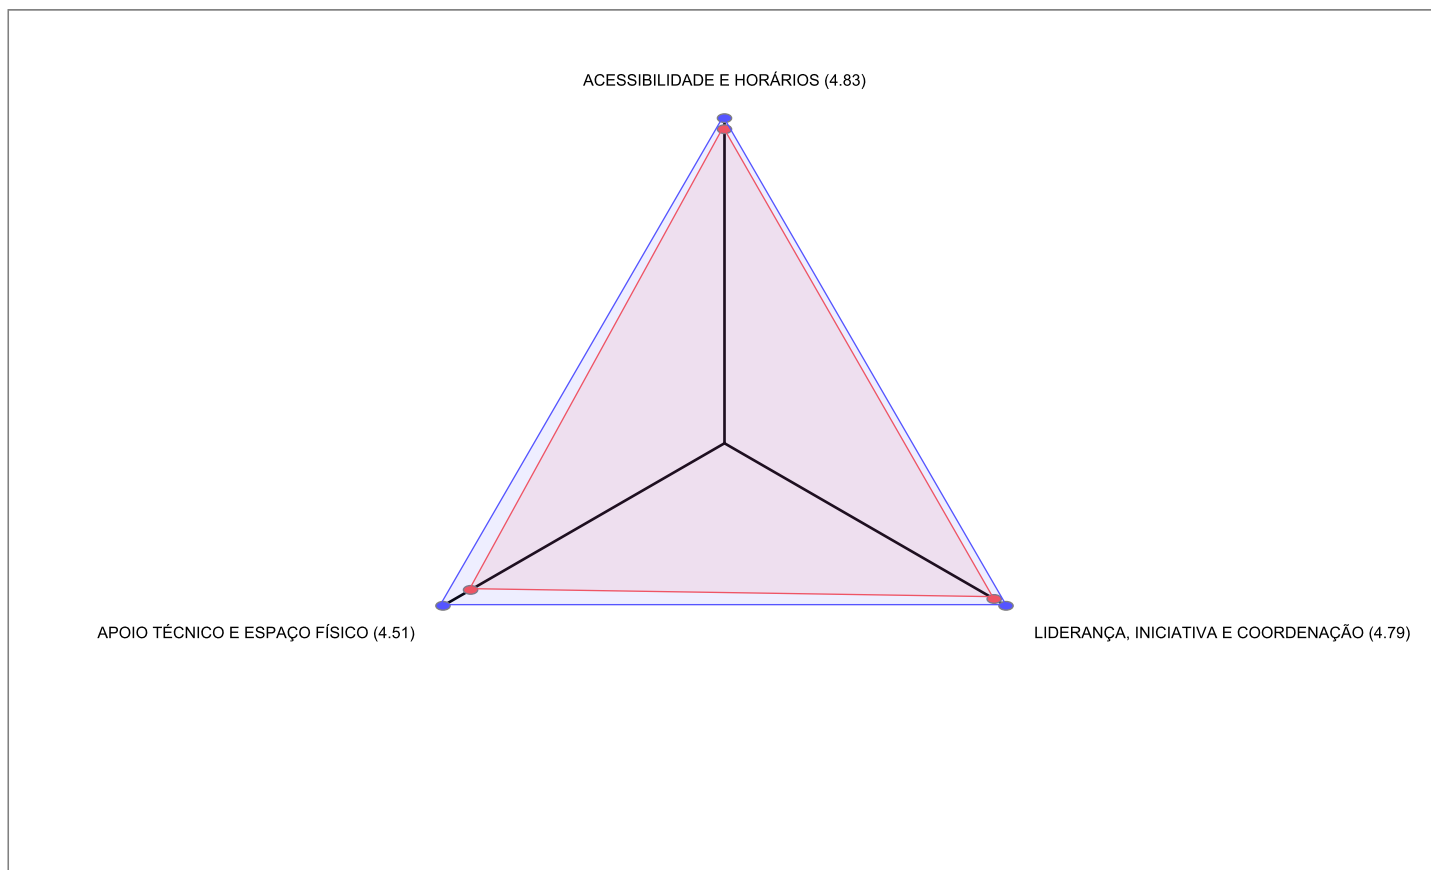 ACESSIBILIDADE E HORÁRIOS (4.83)
APOIO TÉCNICO E ESPAÇO FÍSICO (4.51)
LIDERANÇA, INICIATIVA E COORDENAÇÃO (4.79)